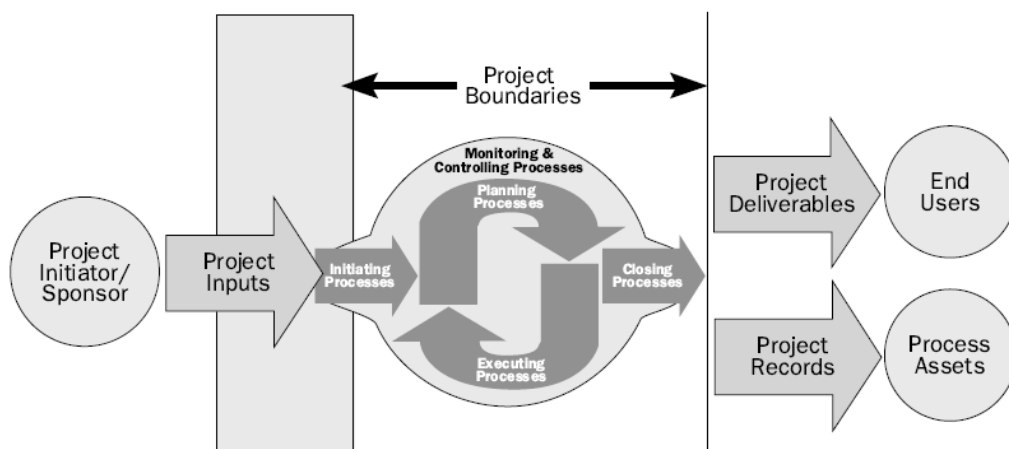 Project
Boundaries
Monitoring &
Controlling Processes
Planning
Processes
Project
Initiator/
Sponsor
Project
Inputs
Initiating
Processes
Closing
Processes
Executing
Processes
Project
Deliverables
End
Users
Project
Records
Process
Assets